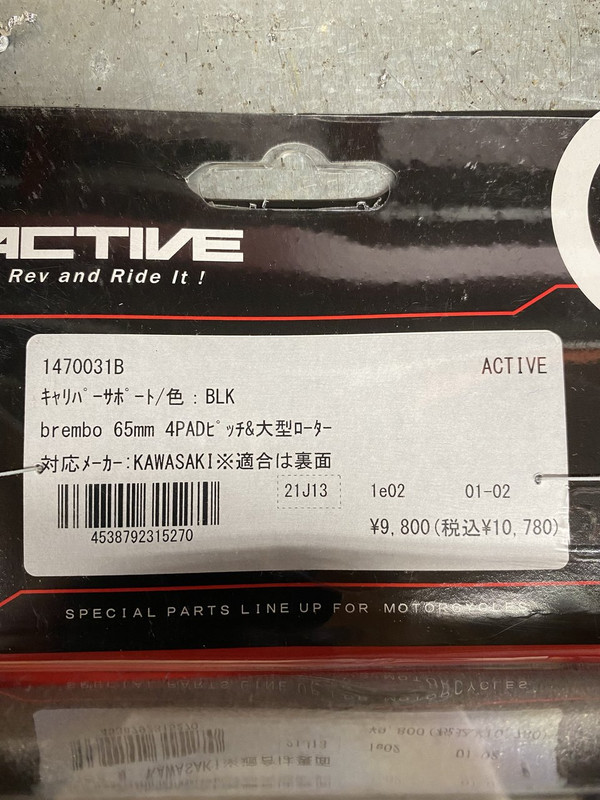 ACTIVE
Rev and Ride It !
1470031B ACTIVE
ｷｬﾘﾊﾟｰｻﾎﾟｰﾄ/色：BLK
brembo 65mm 4PADﾋﾟｯﾁ&大型ﾛｰﾀｰ
対応ﾒｰｶｰ:KAWASAKI※適合は裏面
21J13 1e02 01-02
4538792315270
¥9,800(税込¥10,780)
SPECIAL PARTS LINE UP FOR MOTORCYCLES